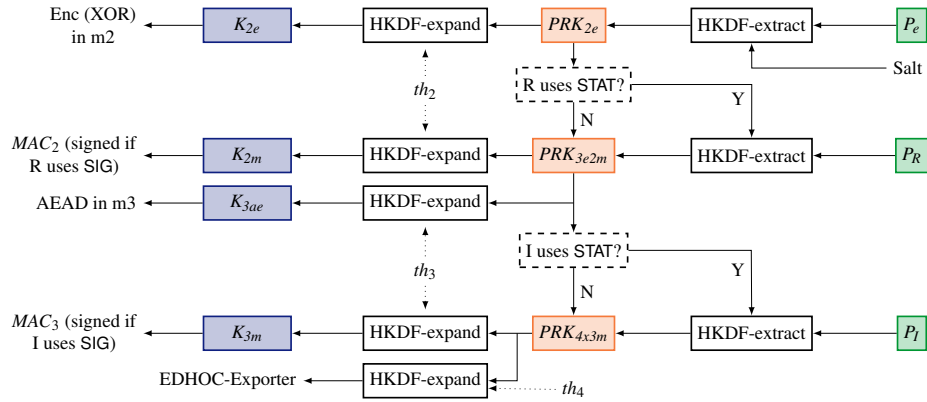 Enc (XOR)
in m2
K2e
HKDF-expand
PRK2e
HKDF-extract
Pe
Salt
R uses STAT?
th2
Y
N
MAC2 (signed if
R uses SIG)
K2m
HKDF-expand
PRK3e2m
HKDF-extract
PR
AEAD in m3
K3ae
HKDF-expand
I uses STAT?
th3
Y
N
MAC3 (signed if
I uses SIG)
K3m
HKDF-expand
PRK4x3m
HKDF-extract
PI
EDHOC-Exporter
HKDF-expand
th4